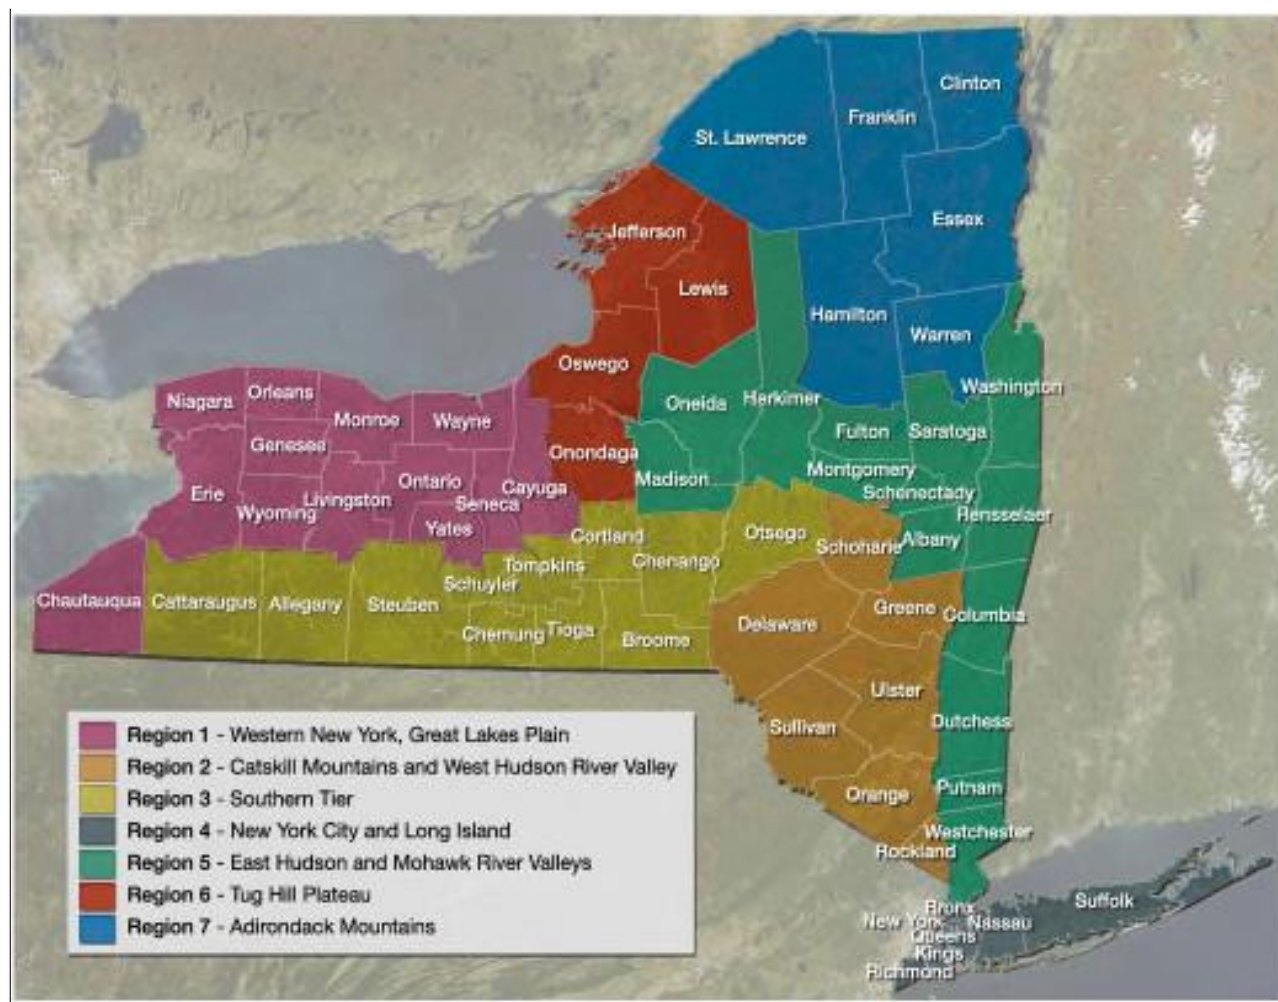 Clinton
Franklin
St. Lawrence
Essex
Jefferson
Lewis
Hamilton
Warren
Oswego
Washington
Orleans
Niagara
Oneida
Herkimer
Monroe
Wayne
Fulton
Saratoga
Genesee
Onondaga
Montgomery
Madison
Ontario
Cayuga
Erie
Livingston
Seneca
Schenectady
Wyoming
Rensselaer
Yates
Cortland
Otsego
Albany
Schoharie
Chenango
Tompkins
Schuyler
Chautauqua
Cattaraugus
Allegany
Steuben
Greene
Columbia
Delaware
Chemung
Tioga
Broome
Ulster
Dutchess
Sullivan
Putnam
Orange
Westchester
Rockland
Suffolk
Bronx
New York
Nassau
Queens
Kings
Richmond
Region 1 - Western New York, Great Lakes Plain
Region 2 - Catskill Mountains and West Hudson River Valley
Region 3 - Southern Tier
Region 4 - New York City and Long Island
Region 5 - East Hudson and Mohawk River Valleys
Region 6 - Tug Hill Plateau
Region 7 - Adirondack Mountains